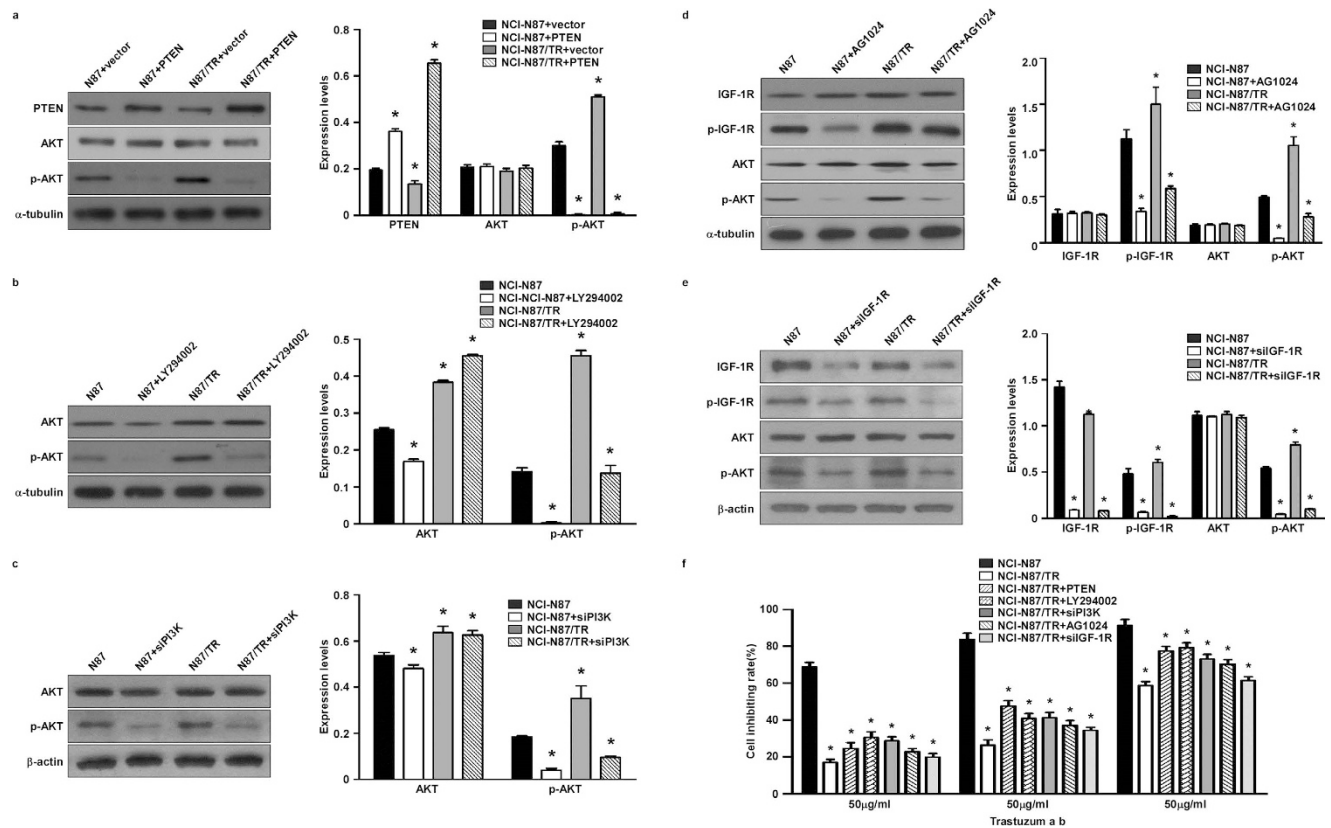 a
N87+vector
N87+PTEN
N87/TR+vector
N87/TR+PTEN
PTEN
AKT
p-AKT
α-tubulin
Expression levels
0.8
0.6
0.4
0.2
0
NCI-N87+vector
NCI-N87+PTEN
NCI-N87/TR+vector
NCI-N87/TR+PTEN
* * * * * *
PTEN AKT p-AKT
b
N87
N87+LY294002
N87/TR
N87/TR+LY294002
AKT
p-AKT
α-tubulin
Expression levels
0.5
0.4
0.3
0.2
0.1
0
NCI-N87
NCI-NCI-N87+LY294002
NCI-N87/TR
NCI-N87/TR+LY294002
* * * * * *
AKT p-AKT
c
N87
N87+siPI3K
N87/TR
N87/TR+siPI3K
AKT
p-AKT
β-actin
Expression levels
0.8
0.6
0.4
0.2
0
NCI-N87
NCI-N87+siPI3K
NCI-N87/TR
NCI-N87/TR+siPI3K
* * * * * *
AKT p-AKT
d
N87
N87+AG1024
N87/TR
N87/TR+AG1024
IGF-1R
p-IGF-1R
AKT
p-AKT
α-tubulin
Expression levels
2.0
1.5
1.0
0.5
0
NCI-N87
NCI-N87+AG1024
NCI-N87/TR
NCI-N87/TR+AG1024
* * * * * *
IGF-1R p-IGF-1R AKT p-AKT
e
N87
N87+siIGF-1R
N87/TR
N87/TR+siIGF-1R
IGF-1R
p-IGF-1R
AKT
p-AKT
β-actin
Expression levels
2.0
1.5
1.0
0.5
0
NCI-N87
NCI-N87+siIGF-1R
NCI-N87/TR
NCI-N87/TR+siIGF-1R
* * * * * * * * *
IGF-1R p-IGF-1R AKT p-AKT
f
NCI-N87
NCI-N87/TR
NCI-N87/TR+PTEN
NCI-N87/TR+LY294002
NCI-N87/TR+siPI3K
NCI-N87/TR+AG1024
NCI-N87/TR+siIGF-1R
Cell inhibiting rate(%)
100
80
60
40
20
0
* * * * * * * * * * * * * * * * * *
50μg/ml 50μg/ml 50μg/ml
Trastuzum a b